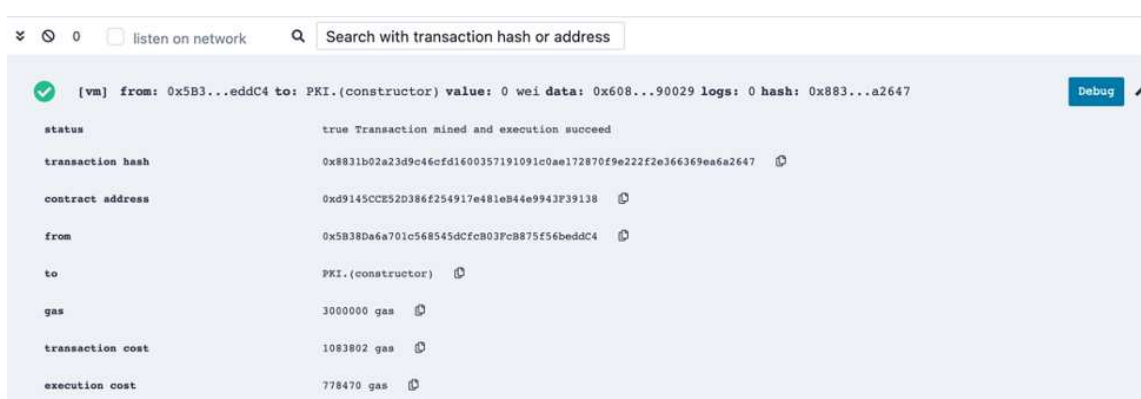 0 listen on network Search with transaction hash or address
[vm] from: 0x5B3...eddC4 to: PKI.(constructor) value: 0 wei data: 0x608...90029 logs: 0 hash: 0x883...a2647 Debug
status true Transaction mined and execution succeed
transaction hash 0x8831b02a23d9c46cfd1600357191091c0ae172870f9e222f2e366369ea6a2647
contract address 0xd9145CCE52D386f254917e481eB44e9943F39138
from 0x5B38Da6a701c568545dCfcB03FcB875f56beddC4
to PKI.(constructor)
gas 3000000 gas
transaction cost 1083802 gas
execution cost 778470 gas